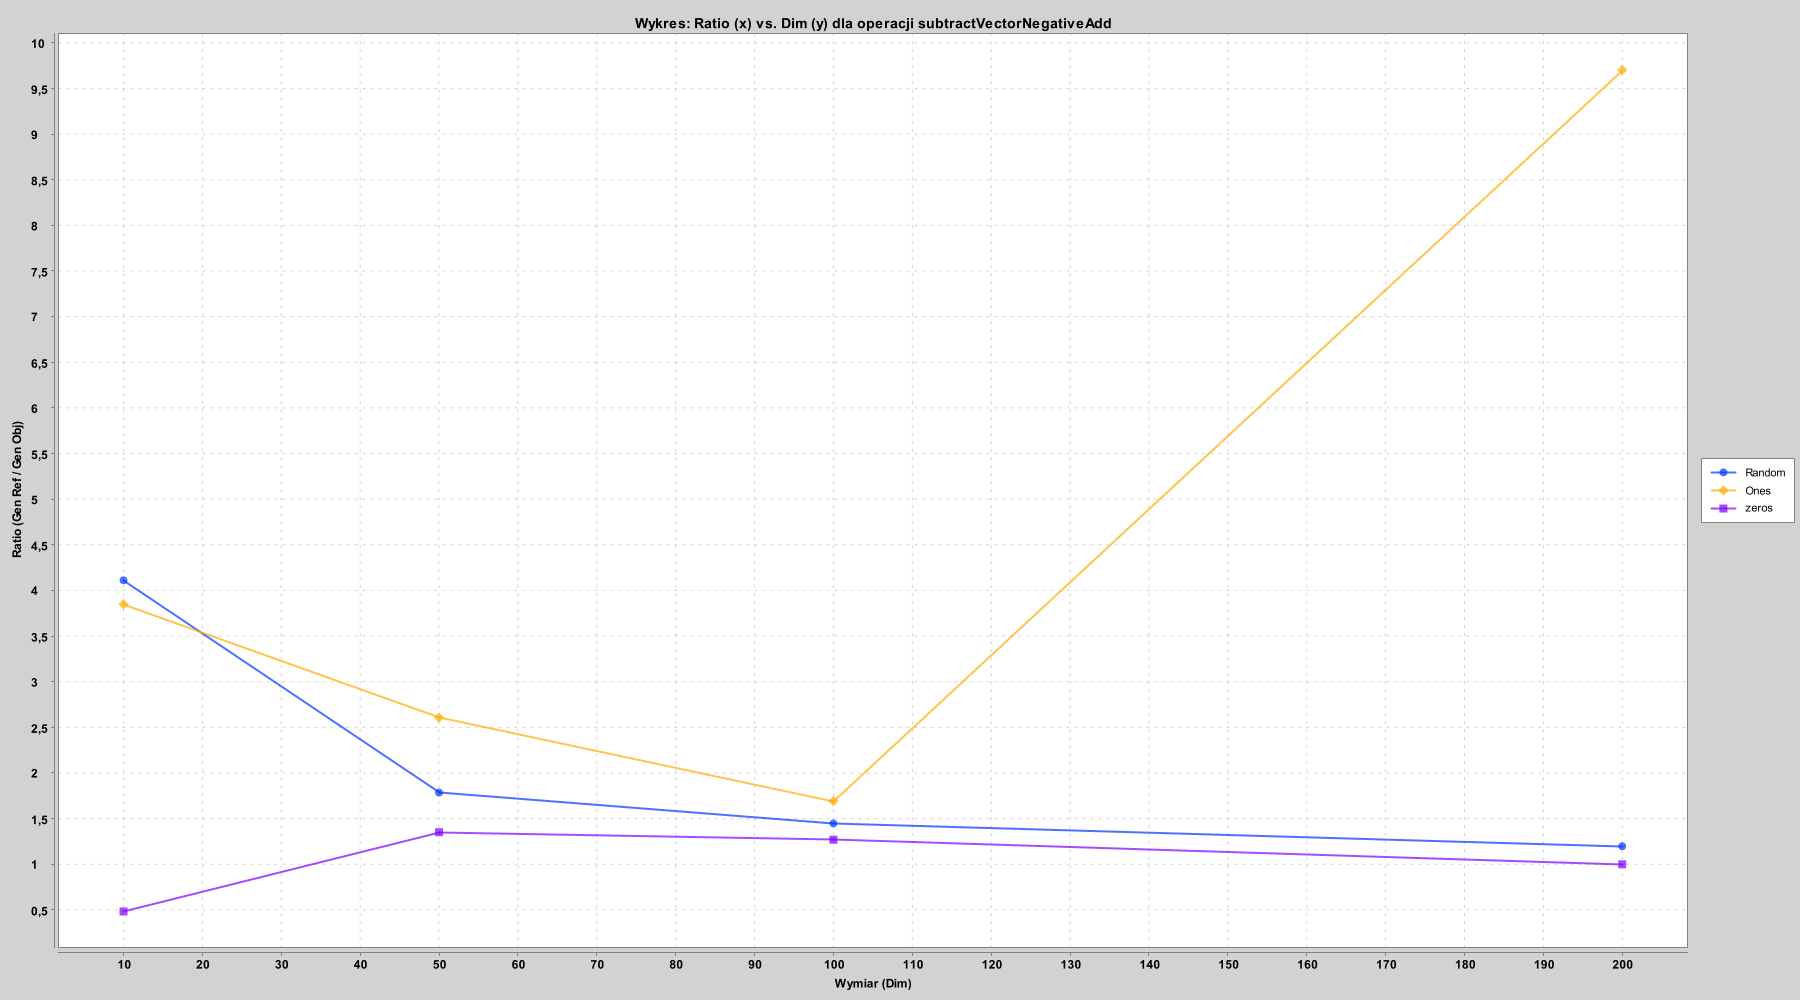 Wykres: Ratio (x) vs. Dim (y) dla operacji subtractVectorNegativeAdd
Ratio (Gen Ref / Gen Obj)
10
9,5
9
8,5
8
7,5
7
6,5
6
5,5
5
4,5
4
3,5
3
2,5
2
1,5
1
0,5
10 20 30 40 50 60 70 80 90 100 110 120 130 140 150 160 170 180 190 200
Wymiar (Dim)
Random
Ones
zeros